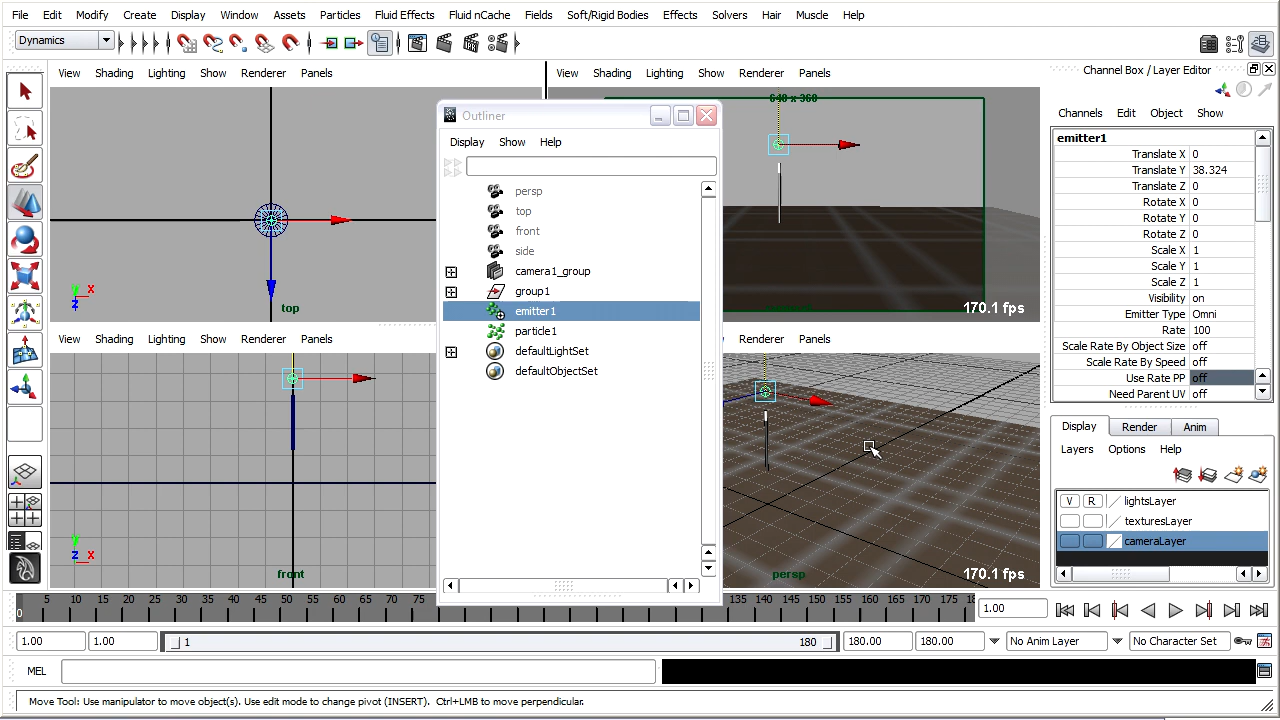 File Edit Modify Create Display Window Assets Particles Fluid Effects Fluid nCache Fields Soft/Rigid Bodies Effects Solvers Hair Muscle Help
Dynamics
View Shading Lighting Show Renderer Panels
View Shading Lighting Show Renderer Panels
Channel Box / Layer Editor
Channels Edit Object Show
640 x 360
Outliner
Display Show Help
persp
top
front
side
camera1_group
group1
emitter1
particle1
defaultLightSet
defaultObjectSet
y x
z
top
170.1 fps
View Shading Lighting Show Renderer Panels
Renderer Panels
y
z x
front
persp
170.1 fps
emitter1
Translate X 0
Translate Y 38.324
Translate Z 0
Rotate X 0
Rotate Y 0
Rotate Z 0
Scale X 1
Scale Y 1
Scale Z 1
Visibility on
Emitter Type Omni
Rate 100
Scale Rate By Object Size off
Scale Rate By Speed off
Use Rate PP off
Need Parent UV off
Display Render Anim
Layers Options Help
V R lightsLayer
texturesLayer
cameraLayer
0 5 10 15 20 25 30 35 40 45 50 55 60 65 70 75 130 135 140 145 150 155 160 165 170 175 18
1.00
1.00 1.00 1 180 180.00 180.00 No Anim Layer No Character Set
MEL
Move Tool: Use manipulator to move object(s). Use edit mode to change pivot (INSERT). Ctrl+LMB to move perpendicular.